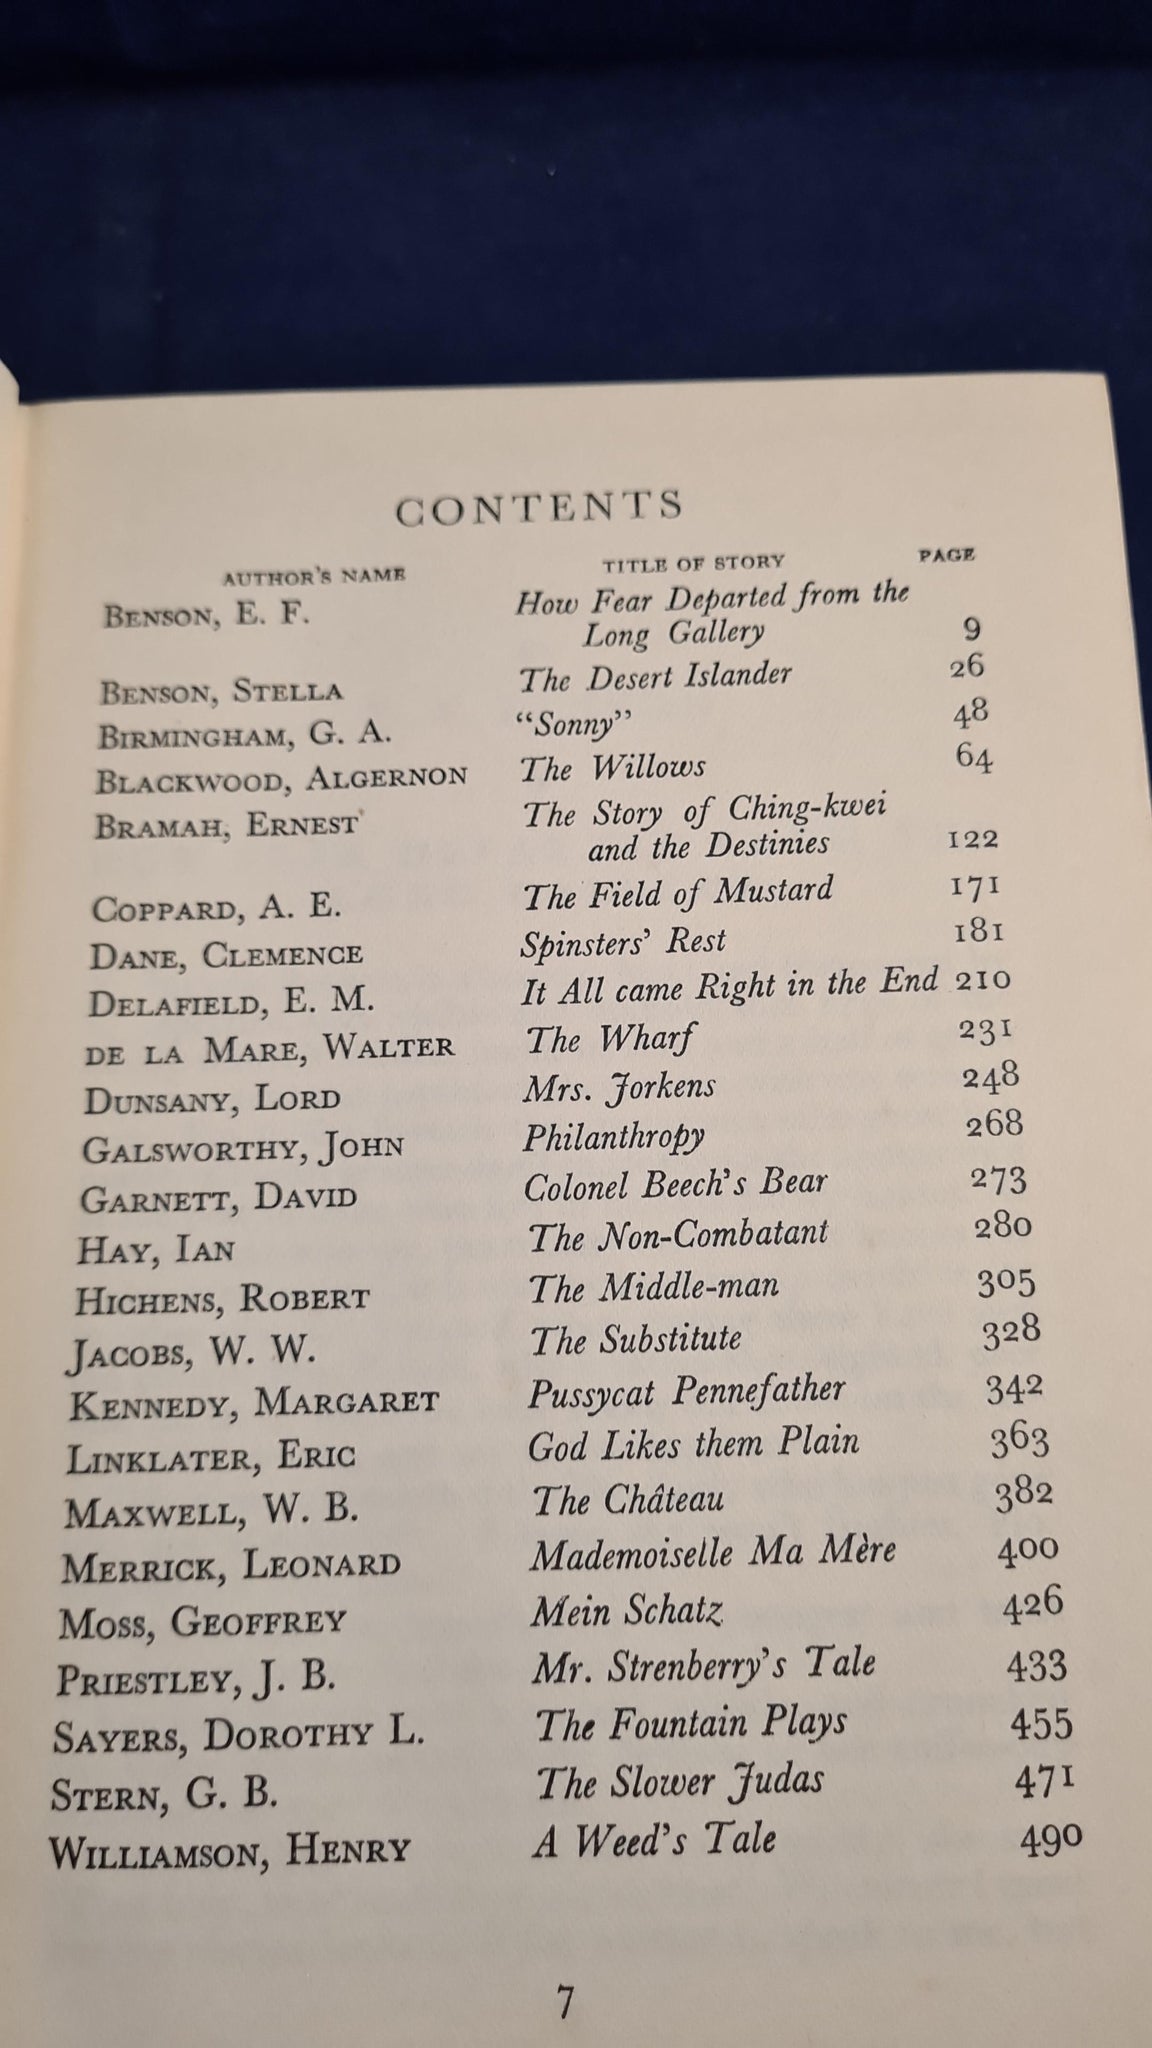 CONTENTS
AUTHOR'S NAME TITLE OF STORY PAGE
BENSON, E. F. How Fear Departed from the
Long Gallery 9
BENSON, STELLA The Desert Islander 26
BIRMINGHAM, G. A. "Sonny" 48
BLACKWOOD, ALGERNON The Willows 64
BRAMAH, ERNEST The Story of Ching-kwei
and the Destinies 122
COPPARD, A. E. The Field of Mustard 171
DANE, CLEMENCE Spinsters' Rest 181
DELAFIELD, E. M. It All came Right in the End 210
DE LA MARE, WALTER The Wharf 231
DUNSANY, LORD Mrs. Jorkens 248
GALSWORTHY, JOHN Philanthropy 268
GARNETT, DAVID Colonel Beech's Bear 273
HAY, IAN The Non-Combatant 280
HICHENS, ROBERT The Middle-man 305
JACOBS, W. W. The Substitute 328
KENNEDY, MARGARET Pussycat Pennefather 342
LINKLATER, ERIC God Likes them Plain 363
MAXWELL, W. B. The Château 382
MERRICK, LEONARD Mademoiselle Ma Mère 400
MOSS, GEOFFREY Mein Schatz 426
PRIESTLEY, J. B. Mr. Strenberry's Tale 433
SAYERS, DOROTHY L. The Fountain Plays 455
STERN, G. B. The Slower Judas 471
WILLIAMSON, HENRY A Weed's Tale 490
7